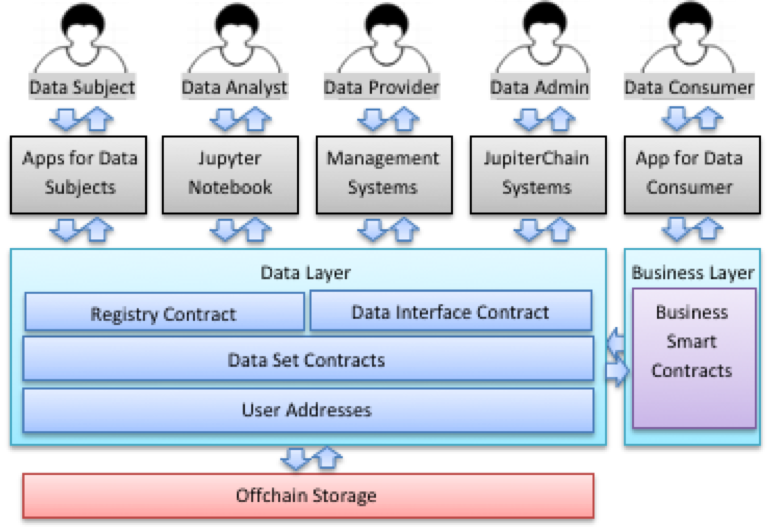 Data Subject
Data Analyst
Data Provider
Data Admin
Data Consumer
Apps for Data
Subjects
Jupyter
Notebook
Management
Systems
JupiterChain
Systems
App for Data
Consumer
Data Layer
Registry Contract
Data Interface Contract
Data Set Contracts
User Addresses
Business Layer
Business
Smart
Contracts
Offchain Storage